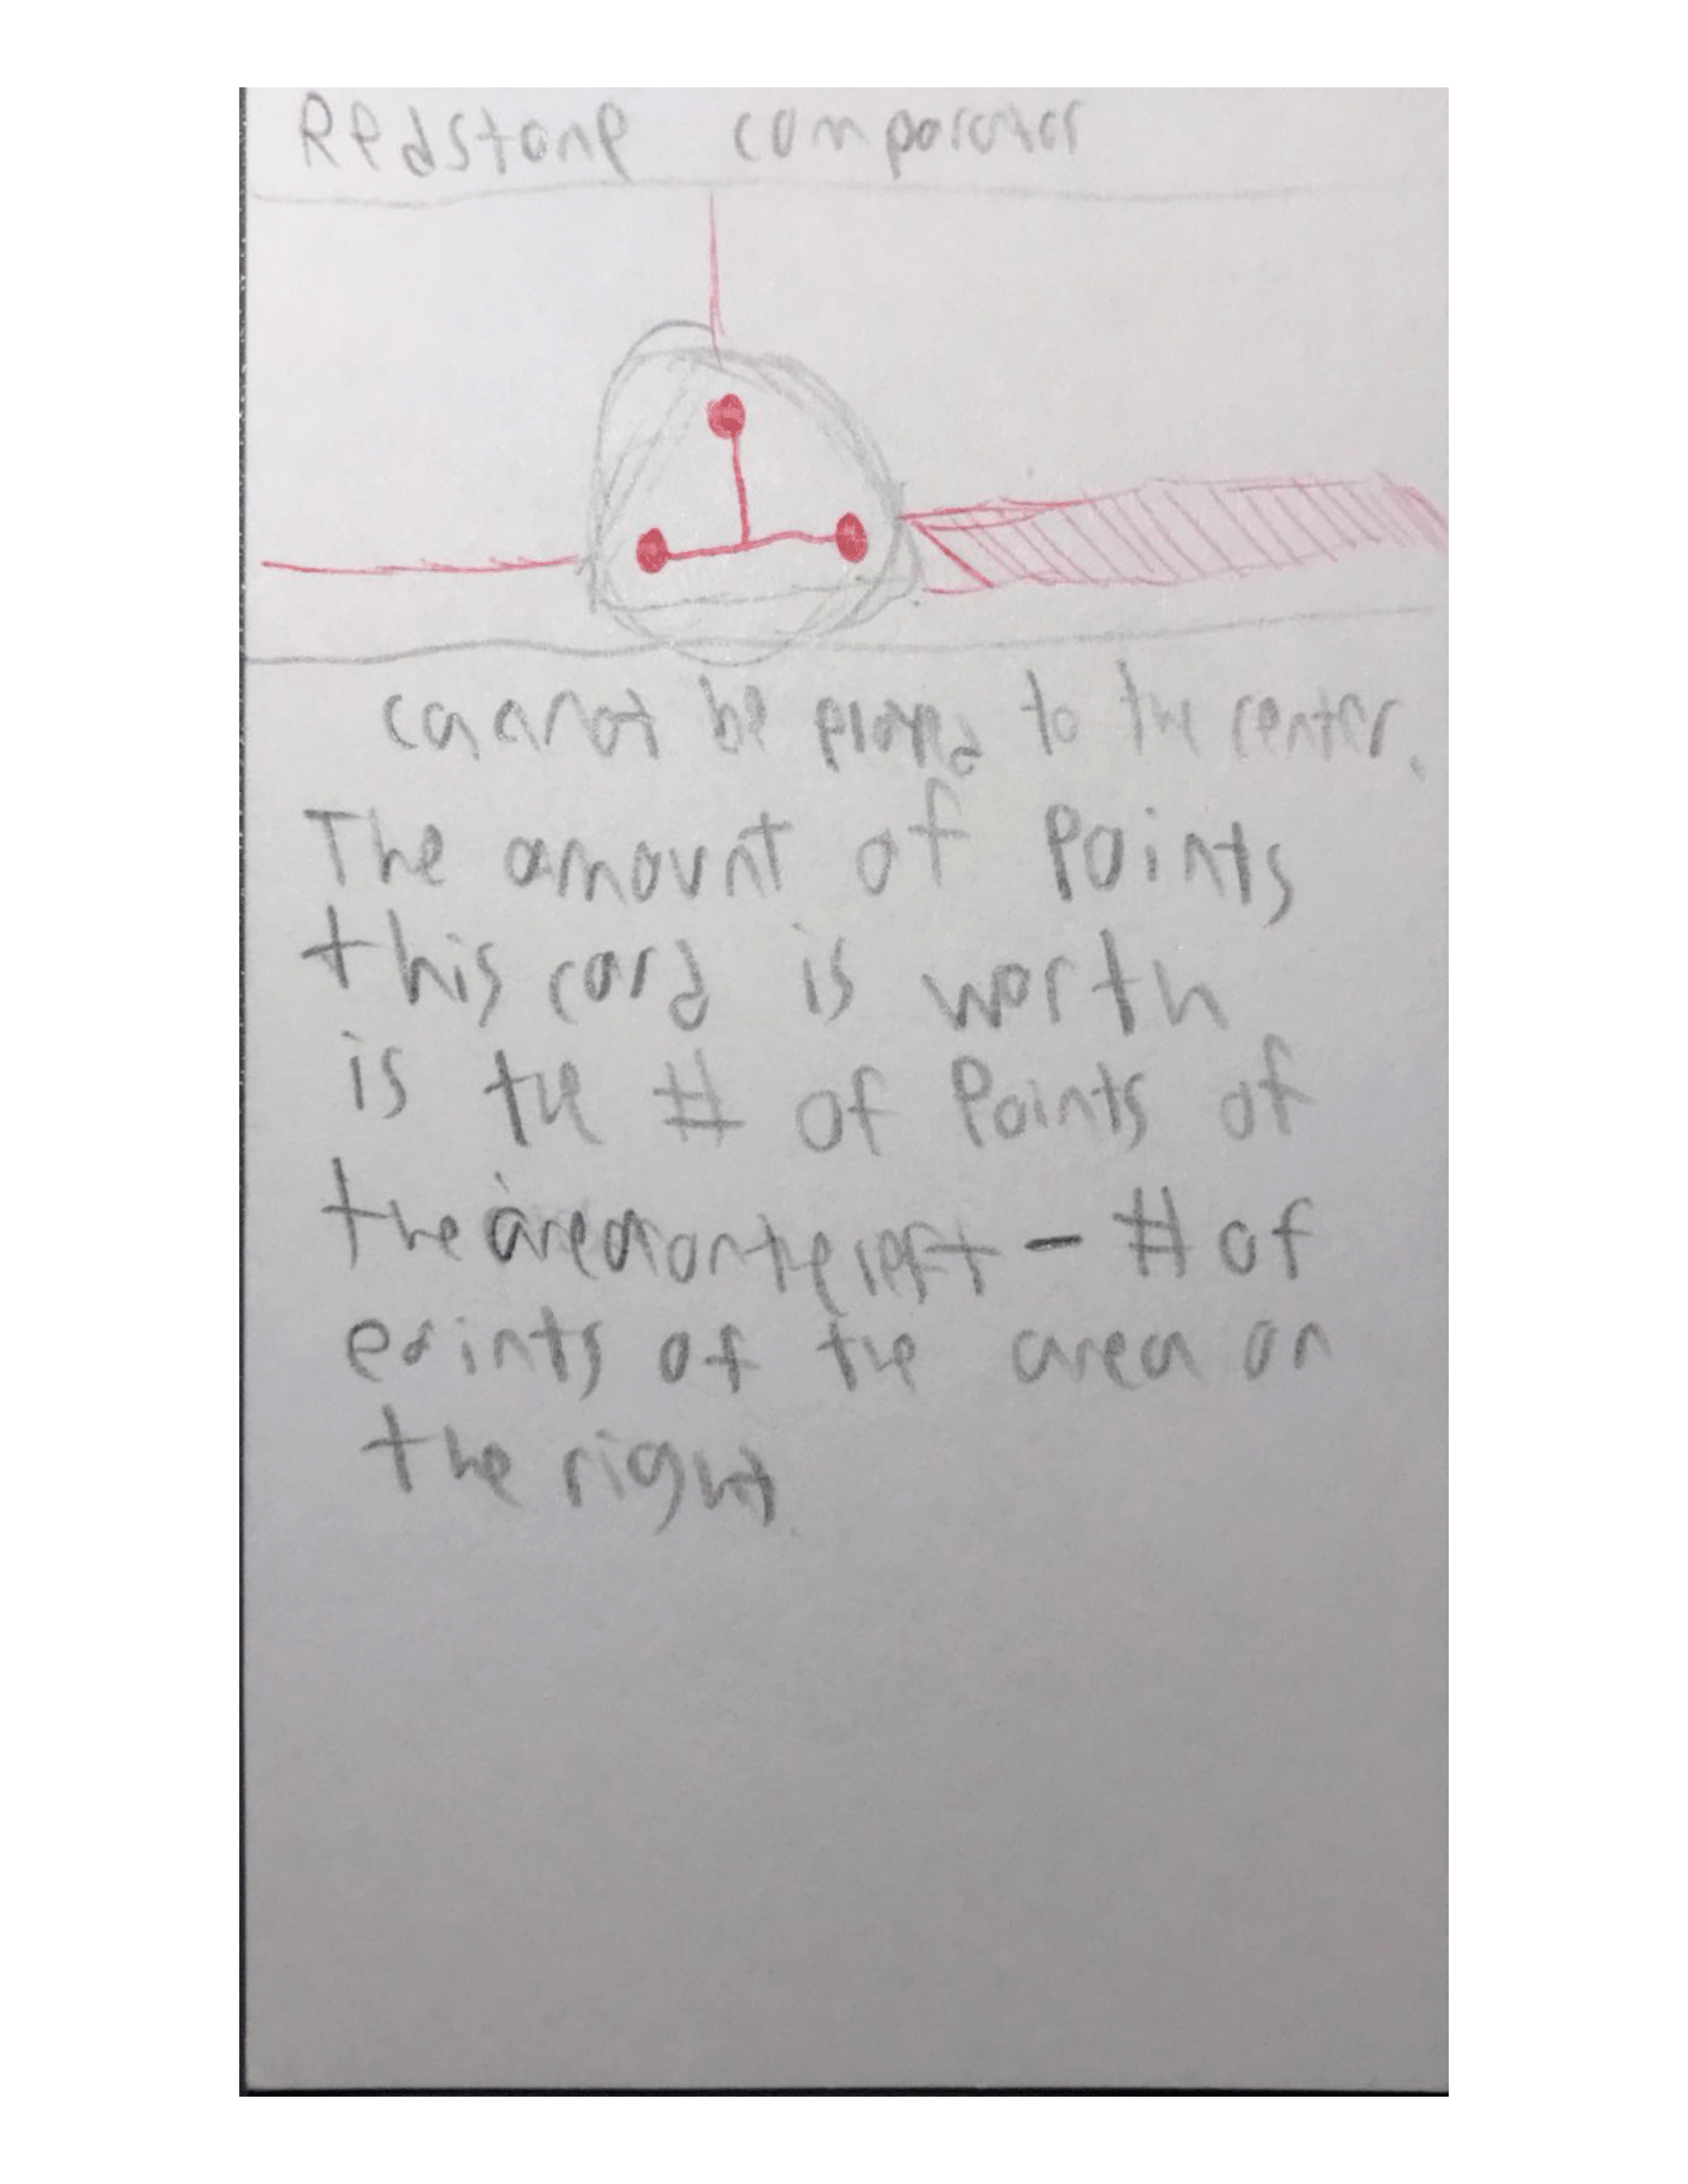 Redstone comparator
cannot be played to the center.
The amount of Points
this card is worth
is the # of Points of
the area on the left - # of
points of the area on
the right.